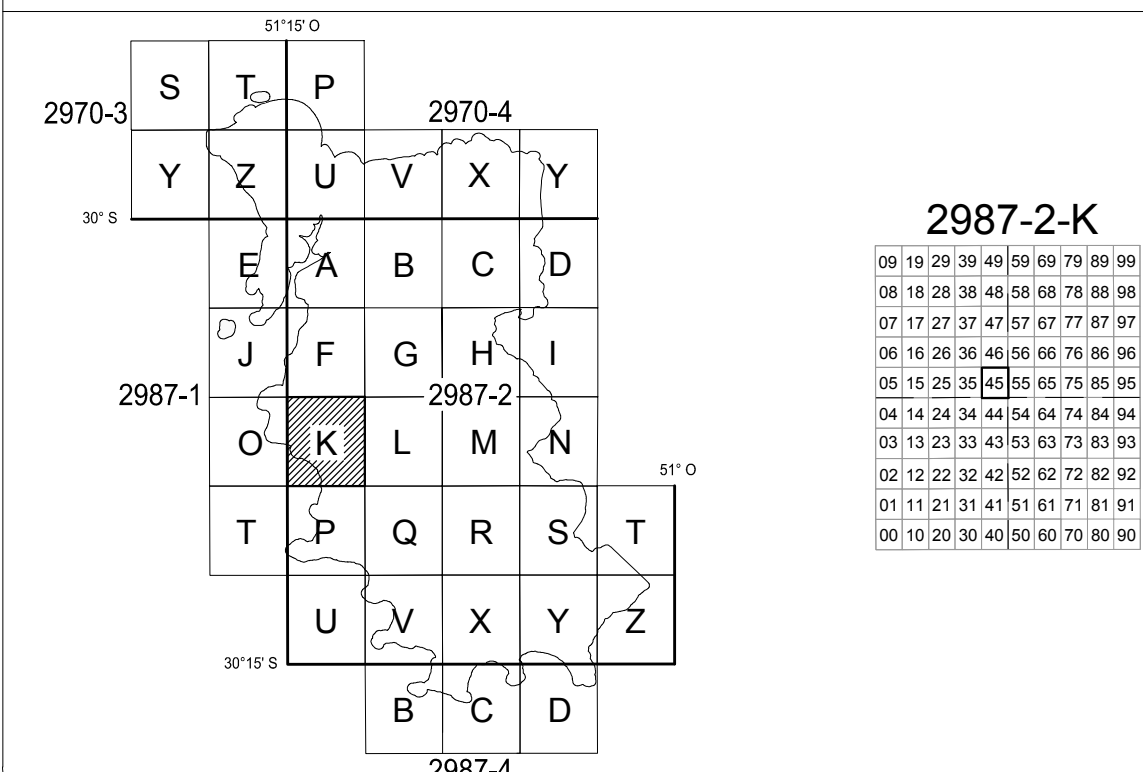 51°15' O
S T P
2970-3 2970-4
Y Z U V X Y
30° S
E A B C D
J F G H I
2987-1 2987-2
O K L M N
51° O
T P Q R S T
U V X Y Z
30°15' S
B C D
2987-4
2987-2-K
09 19 29 39 49 59 69 79 89 99
08 18 28 38 48 58 68 78 88 98
07 17 27 37 47 57 67 77 87 97
06 16 26 36 46 56 66 76 86 96
05 15 25 35 45 55 65 75 85 95
04 14 24 34 44 54 64 74 84 94
03 13 23 33 43 53 63 73 83 93
02 12 22 32 42 52 62 72 82 92
01 11 21 31 41 51 61 71 81 91
00 10 20 30 40 50 60 70 80 90